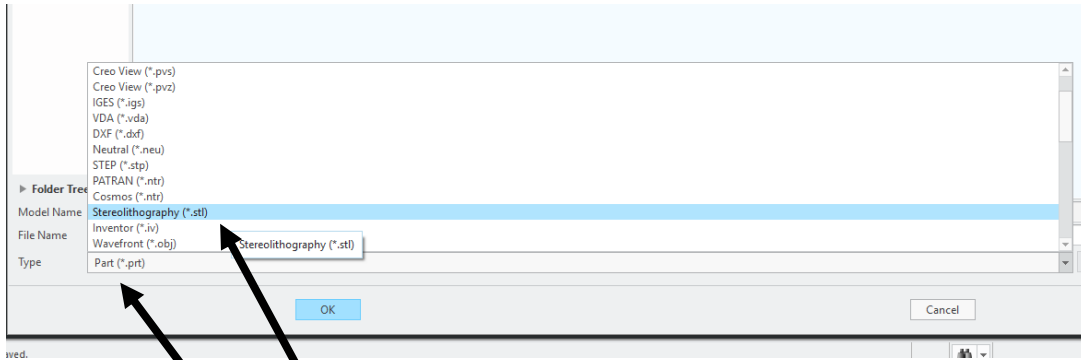 Creo View (*.pvs)
Creo View (*.pvz)
IGES (*.igs)
VDA (*.vda)
DXF (*.dxf)
Neutral (*.neu)
STEP (*.stp)
PATRAN (*.ntr)
Cosmos (*.ntr)
Stereolithography (*.stl)
Inventor (*.iv)
Wavefront (*.obj)
Stereolithography (*.stl)
Folder Tree
Model Name
File Name
Type
Part (*.prt)
OK
Cancel
aved.